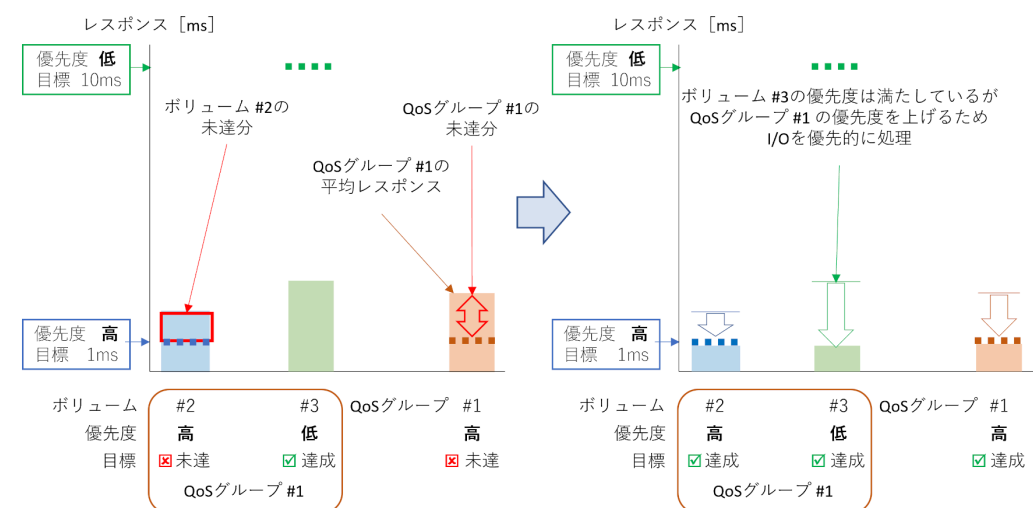 レスポンス［ms］
優先度 低
目標 10ms
ボリューム #2の
未達分
QoSグループ #1の
未達分
QoSグループ #1の
平均レスポンス
優先度 高
目標 1ms
ボリューム #2 #3 QoSグループ #1
優先度 高 低 高
目標 未達 達成 未達
QoSグループ #1
レスポンス［ms］
優先度 低
目標 10ms
ボリューム #3の優先度は満たしているが
QoSグループ #1 の優先度を上げるため
I/Oを優先的に処理
優先度 高
目標 1ms
ボリューム #2 #3 QoSグループ #1
優先度 高 低 高
目標 達成 達成 達成
QoSグループ #1